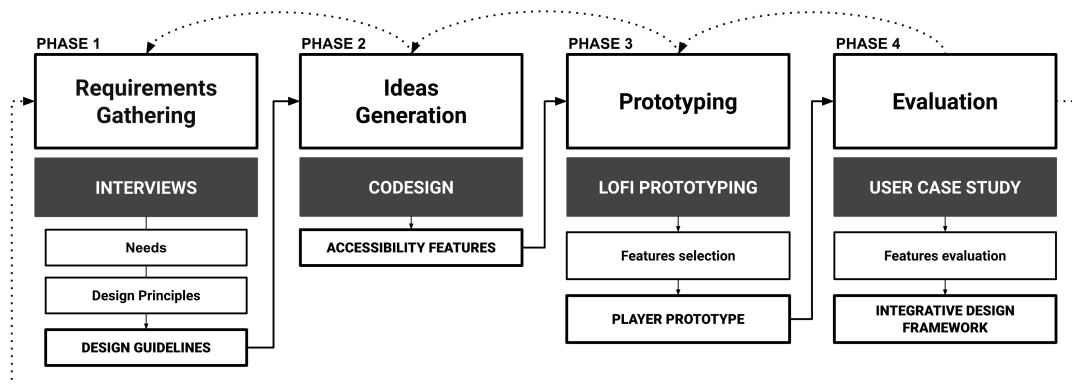 PHASE 1
Requirements
Gathering
INTERVIEWS
Needs
Design Principles
DESIGN GUIDELINES
PHASE 2
Ideas
Generation
CODESIGN
ACCESSIBILITY FEATURES
PHASE 3
Prototyping
LOFI PROTOTYPING
Features selection
PLAYER PROTOTYPE
PHASE 4
Evaluation
USER CASE STUDY
Features evaluation
INTEGRATIVE DESIGN
FRAMEWORK